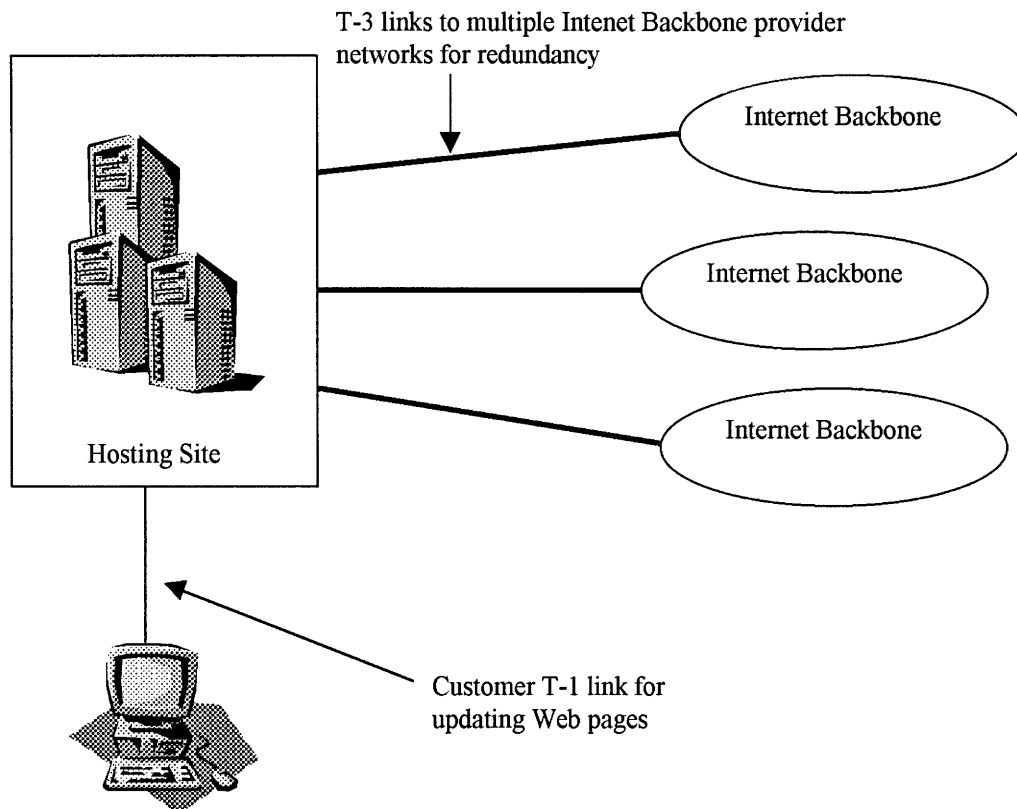 T-3 links to multiple Intenet Backbone provider
networks for redundancy
Internet Backbone
Internet Backbone
Internet Backbone
Hosting Site
Customer T-1 link for
updating Web pages